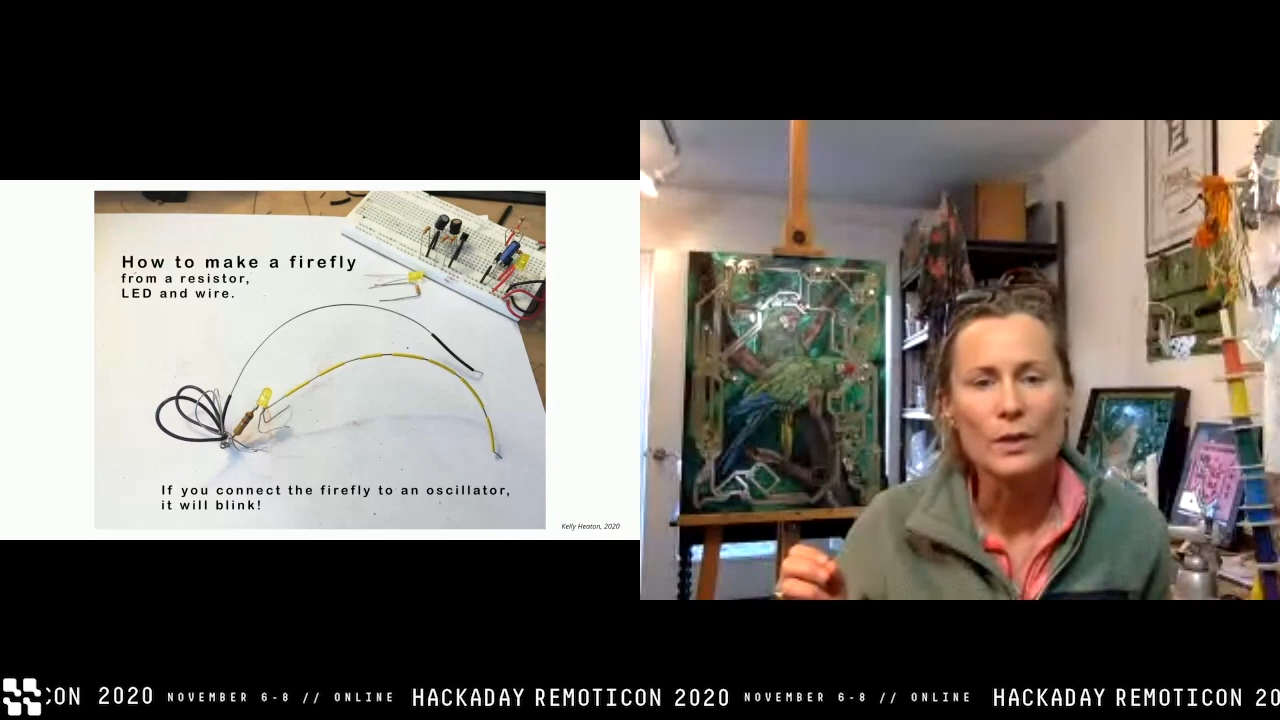 How to make a firefly
from a resistor,
LED and wire.
If you connect the firefly to an oscillator,
it will blink!
Kelly Heaton, 2020
CON 2020 NOVEMBER 6-8 // ONLINE HACKADAY REMOTICON 2020 NOVEMBER 6-8 // ONLINE HACKADAY REMOTICON 20